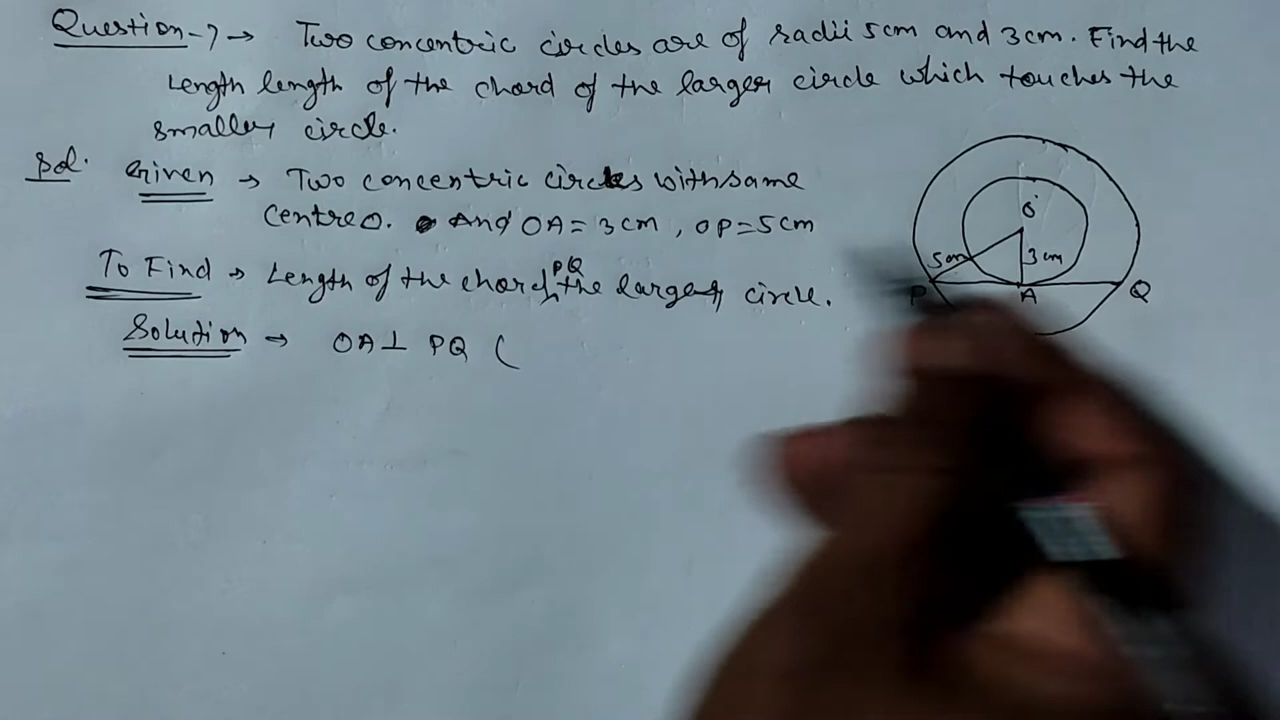 Question-7 → Two concentric circles are of radii 5cm and 3cm. Find the
Length length of the chord of the larger circle which touches the
smaller circle.
Sol. Given → Two concentric circles with same
centre O. And OA = 3cm, OP = 5cm
To Find → Length of the chord PQ the larger circle.
Solution → OA ⊥ PQ (
O
5cm
3cm
P A Q